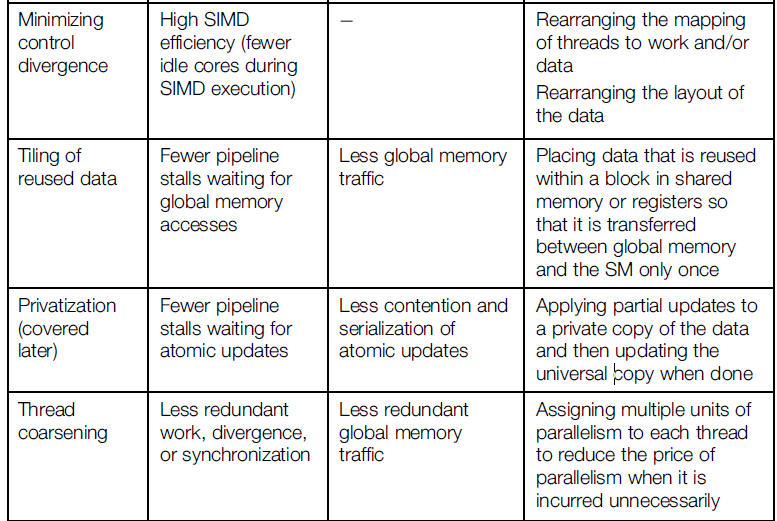 Minimizing
control
divergence
High SIMD
efficiency (fewer
idle cores during
SIMD execution)
–
Rearranging the mapping
of threads to work and/or
data
Rearranging the layout of
the data
Tiling of
reused data
Fewer pipeline
stalls waiting for
global memory
accesses
Less global memory
traffic
Placing data that is reused
within a block in shared
memory or registers so
that it is transferred
between global memory
and the SM only once
Privatization
(covered
later)
Fewer pipeline
stalls waiting for
atomic updates
Less contention and
serialization of
atomic updates
Applying partial updates to
a private copy of the data
and then updating the
universal copy when done
Thread
coarsening
Less redundant
work, divergence,
or synchronization
Less redundant
global memory
traffic
Assigning multiple units of
parallelism to each thread
to reduce the price of
parallelism when it is
incurred unnecessarily